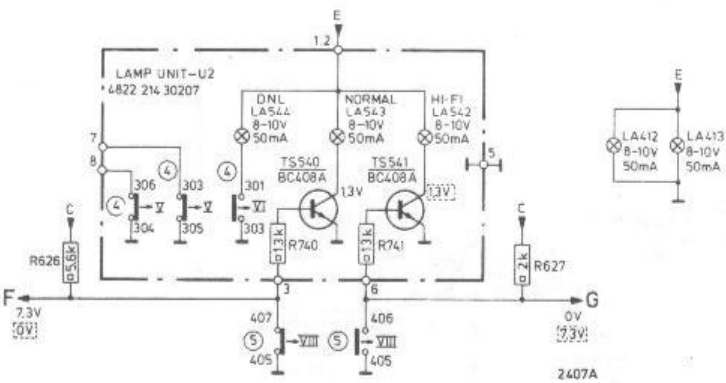 E
1.2
LAMP UNIT-U2
4822 214 30207
DNL
LA544
8-10V
50mA
NORMAL
LA543
8-10V
50mA
HI-FI
LA542
8-10V
50mA
E
LA412
8-10V
50mA
LA413
8-10V
50mA
7
8
5
4
4
TS540
BC408A
TS541
BC408A
306
303
301
1,3V
1,3V
4
V
V
VI
304
305
303
C
C
R626
5,6k
13k
R740
13k
R741
2k
R627
3
6
F
G
7.3V
0V
407
406
0V
7.3V
5
VIII
5
VIII
405
405
2407A